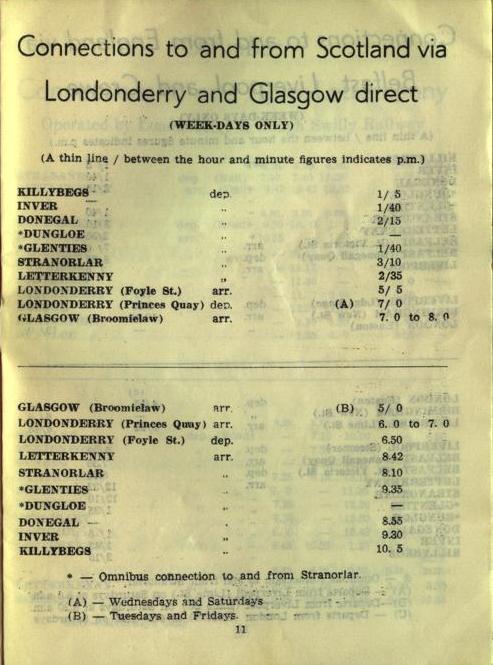 Connections to and from Scotland via
Londonderry and Glasgow direct
(WEEK-DAYS ONLY)
(A thin line / between the hour and minute figures indicates p.m.)
KILLYBEGS dep. 1/ 5
INVER ,, 1/40
DONEGAL ,, 2/15
*DUNGLOE ,, —
*GLENTIES ,, 1/40
STRANORLAR ,, 3/10
LETTERKENNY ,, 2/35
LONDONDERRY (Foyle St.) arr. 5/ 5
LONDONDERRY (Princes Quay) dep. (A) 7/ 0
GLASGOW (Broomielaw) arr. 7. 0 to 8. 0
GLASGOW (Broomielaw) arr. (B) 5/ 0
LONDONDERRY (Princes Quay) arr. 6. 0 to 7. 0
LONDONDERRY (Foyle St.) dep. 6.50
LETTERKENNY arr. 8.42
STRANORLAR ,, 8.10
*GLENTIES ,, 9.35
*DUNGLOE ,, —
DONEGAL ,, 8.55
INVER ,, 9.30
KILLYBEGS ,, 10. 5
* — Omnibus connection to and from Stranorlar.
(A) — Wednesdays and Saturdays
(B) — Tuesdays and Fridays.
11